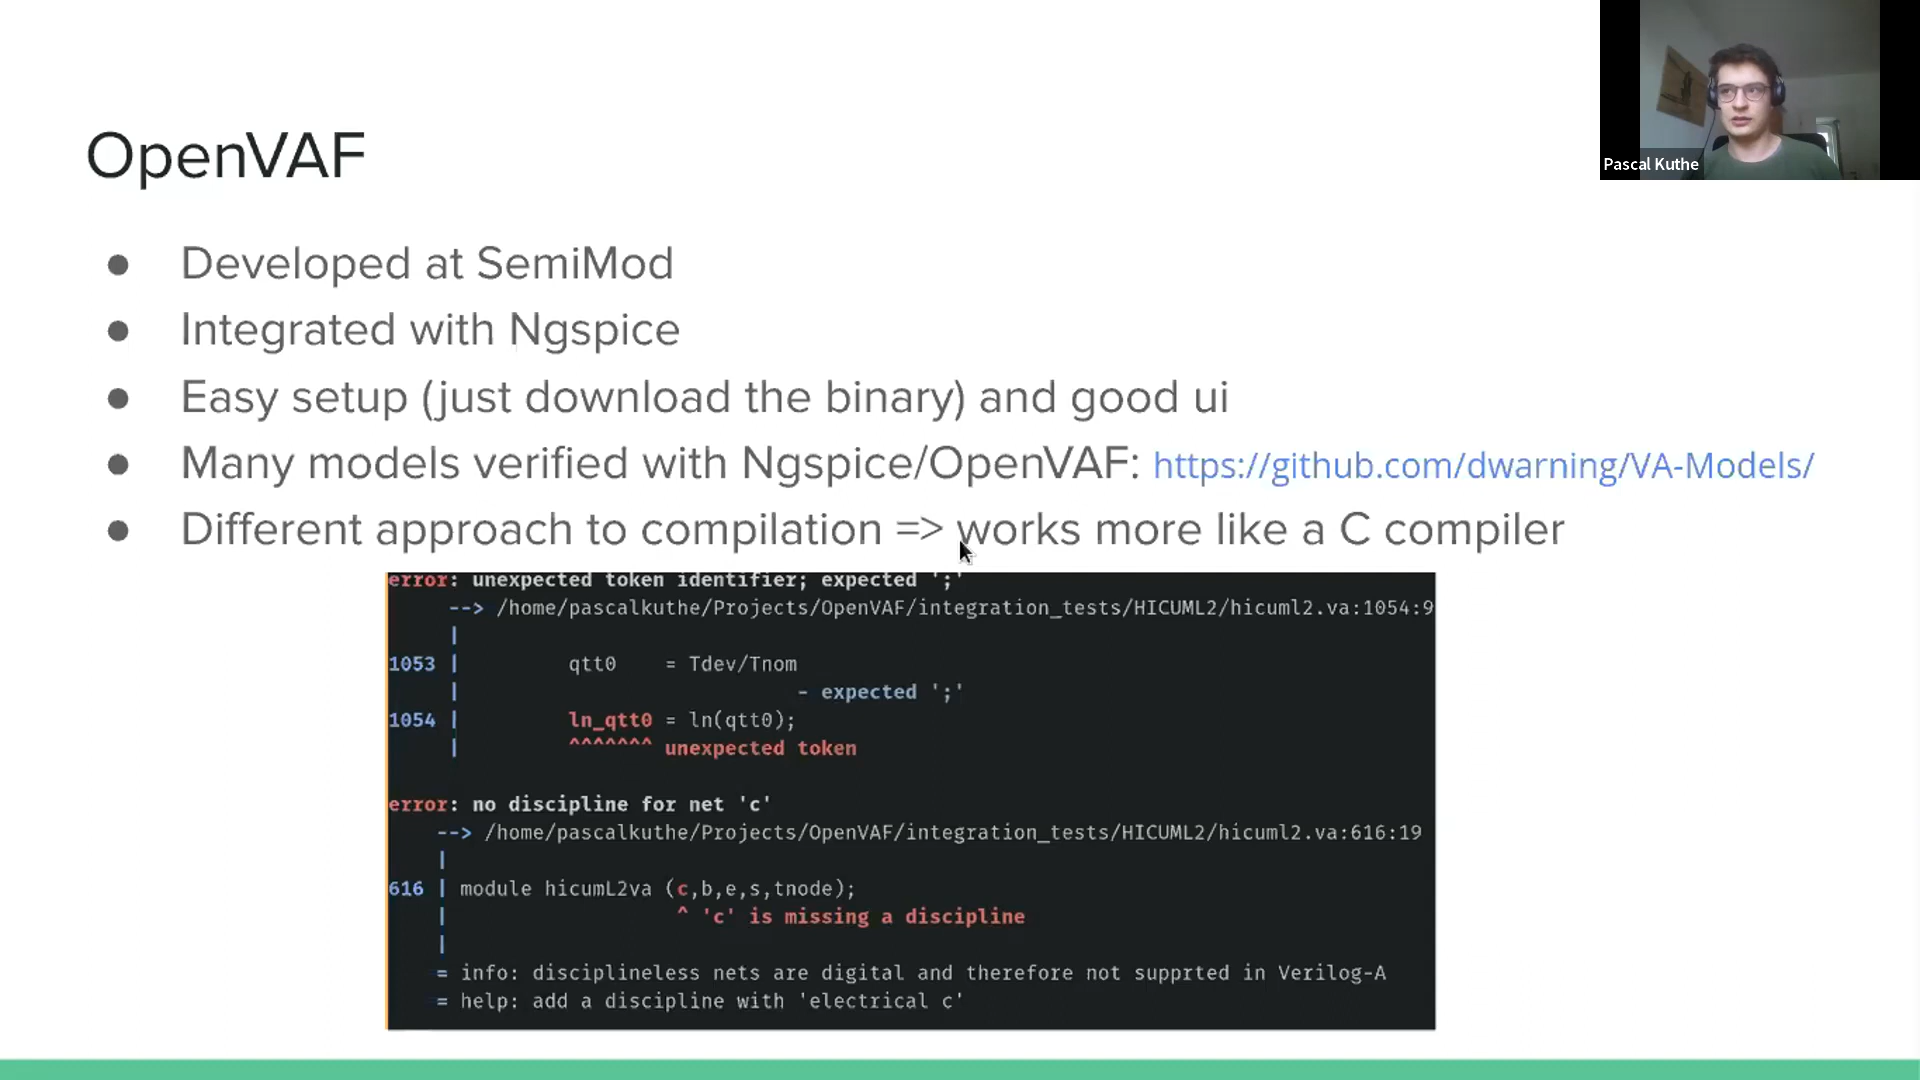 OpenVAF
Pascal Kuthe
● Developed at SemiMod
● Integrated with Ngspice
● Easy setup (just download the binary) and good ui
● Many models verified with Ngspice/OpenVAF: https://github.com/dwarning/VA-Models/
● Different approach to compilation => works more like a C compiler
error: unexpected token identifier; expected ';'
--> /home/pascalkuthe/Projects/OpenVAF/integration_tests/HICUML2/hicuml2.va:1054:9
|
1053 | qtt0 = Tdev/Tnom
| - expected ';'
1054 | ln_qtt0 = ln(qtt0);
| ^^^^^^^ unexpected token
error: no discipline for net 'c'
--> /home/pascalkuthe/Projects/OpenVAF/integration_tests/HICUML2/hicuml2.va:616:19
|
616 | module hicumL2va (c,b,e,s,tnode);
| ^ 'c' is missing a discipline
|
= info: disciplineless nets are digital and therefore not supprted in Verilog-A
= help: add a discipline with 'electrical c'